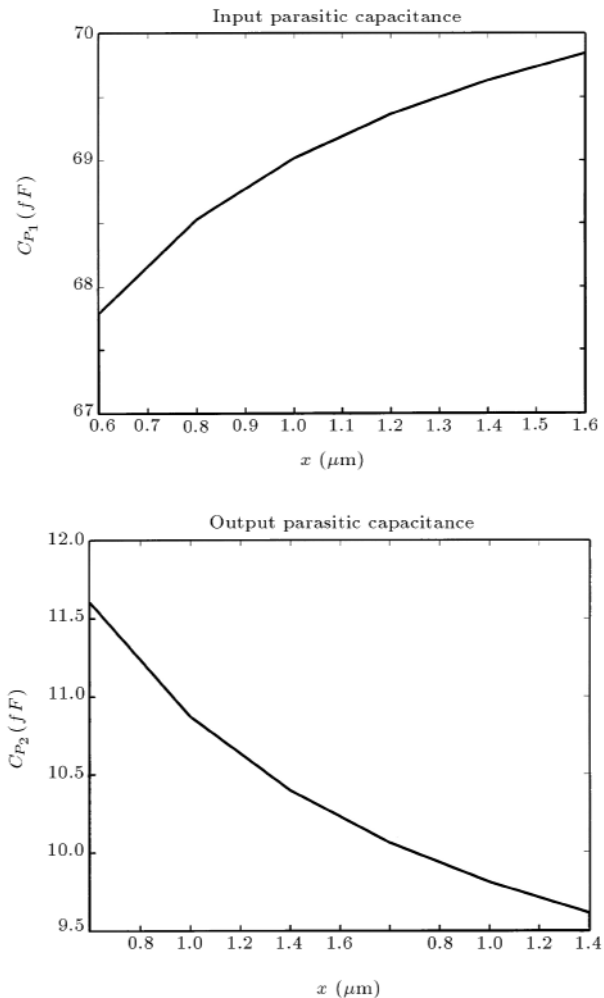 Input parasitic capacitance
70
69
68
67
C_{P_1} (fF)
0.6 0.7 0.8 0.9 1.0 1.1 1.2 1.3 1.4 1.5 1.6
x (μm)
Output parasitic capacitance
12.0
11.5
11.0
10.5
10.0
9.5
C_{P_2} (fF)
0.8 1.0 1.2 1.4 1.6 0.8 1.0 1.2 1.4
x (μm)